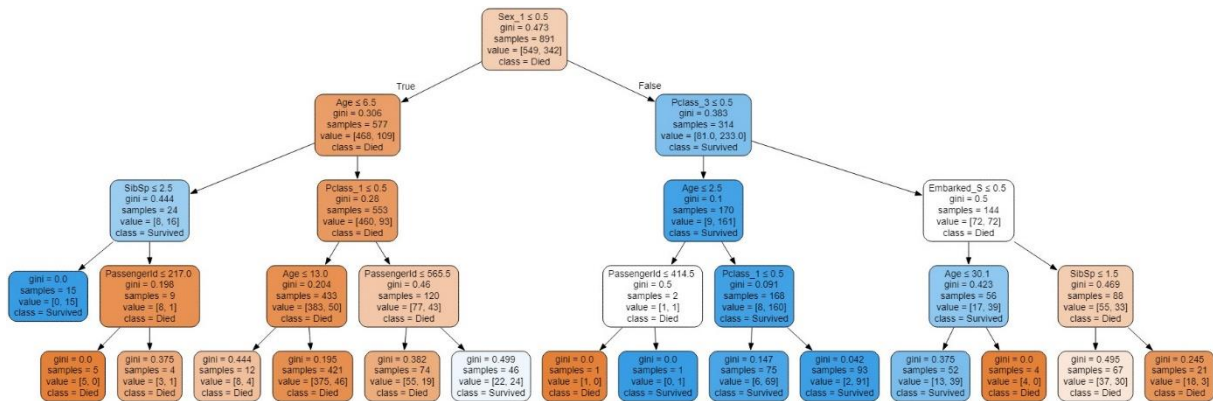 Sex_1 ≤ 0.5
gini = 0.473
samples = 891
value = [549, 342]
class = Died
True
False
Age ≤ 6.5
gini = 0.306
samples = 577
value = [468, 109]
class = Died
Pclass_3 ≤ 0.5
gini = 0.383
samples = 314
value = [81.0, 233.0]
class = Survived
SibSp ≤ 2.5
gini = 0.444
samples = 24
value = [8, 16]
class = Survived
Pclass_1 ≤ 0.5
gini = 0.28
samples = 553
value = [460, 93]
class = Died
Age ≤ 2.5
gini = 0.1
samples = 170
value = [9, 161]
class = Survived
Embarked_S ≤ 0.5
gini = 0.5
samples = 144
value = [72, 72]
class = Died
gini = 0.0
samples = 15
value = [0, 15]
class = Survived
PassengerId ≤ 217.0
gini = 0.198
samples = 9
value = [8, 1]
class = Died
Age ≤ 13.0
gini = 0.204
samples = 433
value = [383, 50]
class = Died
PassengerId ≤ 565.5
gini = 0.46
samples = 120
value = [77, 43]
class = Died
PassengerId ≤ 414.5
gini = 0.5
samples = 2
value = [1, 1]
class = Died
Pclass_1 ≤ 0.5
gini = 0.091
samples = 168
value = [8, 160]
class = Survived
Age ≤ 30.1
gini = 0.423
samples = 56
value = [17, 39]
class = Survived
SibSp ≤ 1.5
gini = 0.469
samples = 88
value = [55, 33]
class = Died
gini = 0.0
samples = 5
value = [5, 0]
class = Died
gini = 0.375
samples = 4
value = [3, 1]
class = Died
gini = 0.444
samples = 12
value = [8, 4]
class = Died
gini = 0.195
samples = 421
value = [375, 46]
class = Died
gini = 0.382
samples = 74
value = [55, 19]
class = Died
gini = 0.499
samples = 46
value = [22, 24]
class = Survived
gini = 0.0
samples = 1
value = [1, 0]
class = Died
gini = 0.0
samples = 1
value = [0, 1]
class = Survived
gini = 0.147
samples = 75
value = [6, 69]
class = Survived
gini = 0.042
samples = 93
value = [2, 91]
class = Survived
gini = 0.375
samples = 52
value = [13, 39]
class = Survived
gini = 0.0
samples = 4
value = [4, 0]
class = Died
gini = 0.495
samples = 67
value = [37, 30]
class = Died
gini = 0.245
samples = 21
value = [18, 3]
class = Died